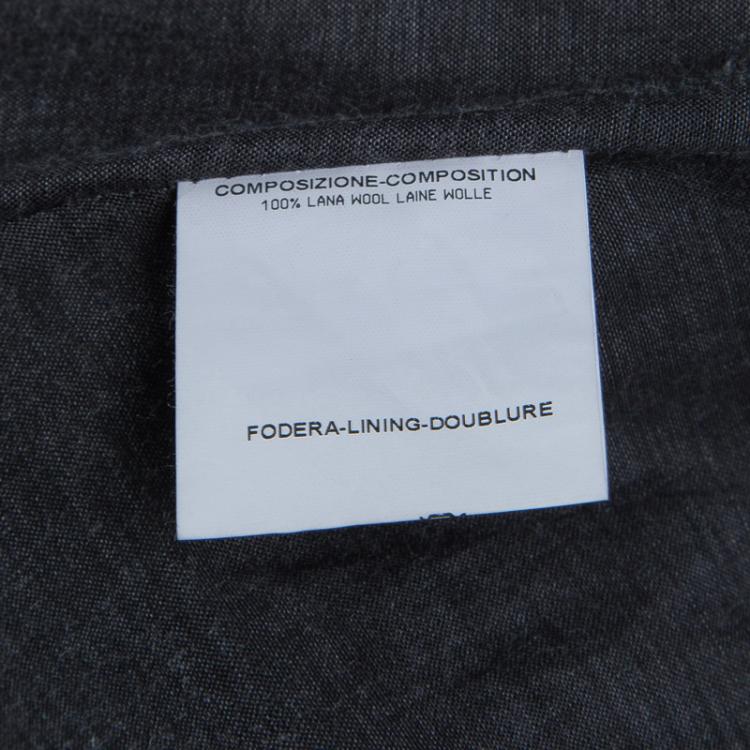 COMPOSIZIONE-COMPOSITION
100% LANA WOOL LAINE WOLLE
FODERA-LINING-DOUBLURE